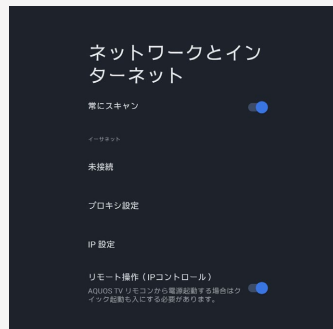 ネットワークとイン
ターネット
常にスキャン
イーサネット
未接続
プロキシ設定
IP 設定
リモート操作（IPコントロール）
AQUOS TV リモコンから電源起動する場合はク
イック起動も入にする必要があります。